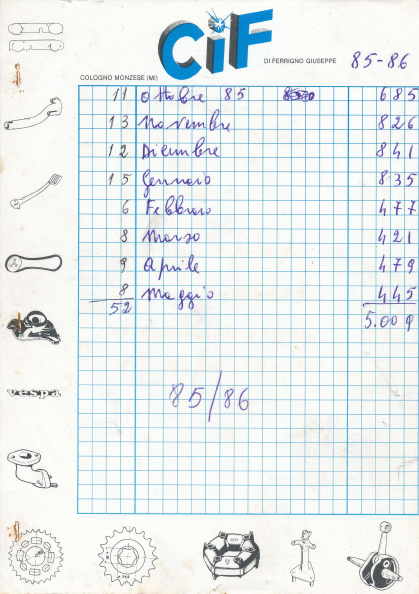 CiF
DI FERRIGNO GIUSEPPE
85-86
COLOGNO MONZESE (MI)
11 Ottobre 85 685
13 Novembre 826
12 Dicembre 841
15 Gennaio 835
6 Febbraio 477
8 Marzo 421
9 Aprile 479
8 Maggio 445
52 5.009
85/86
vespa